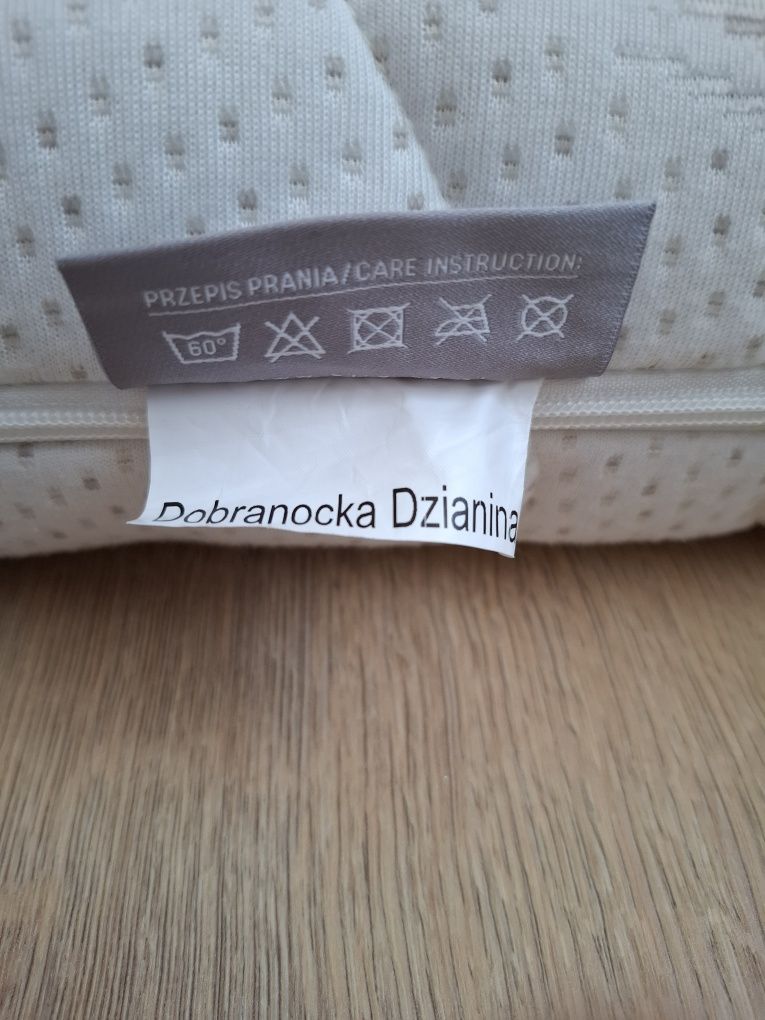 PRZEPIS PRANIA/CARE INSTRUCTION:
60°
Dobranocka Dzianina